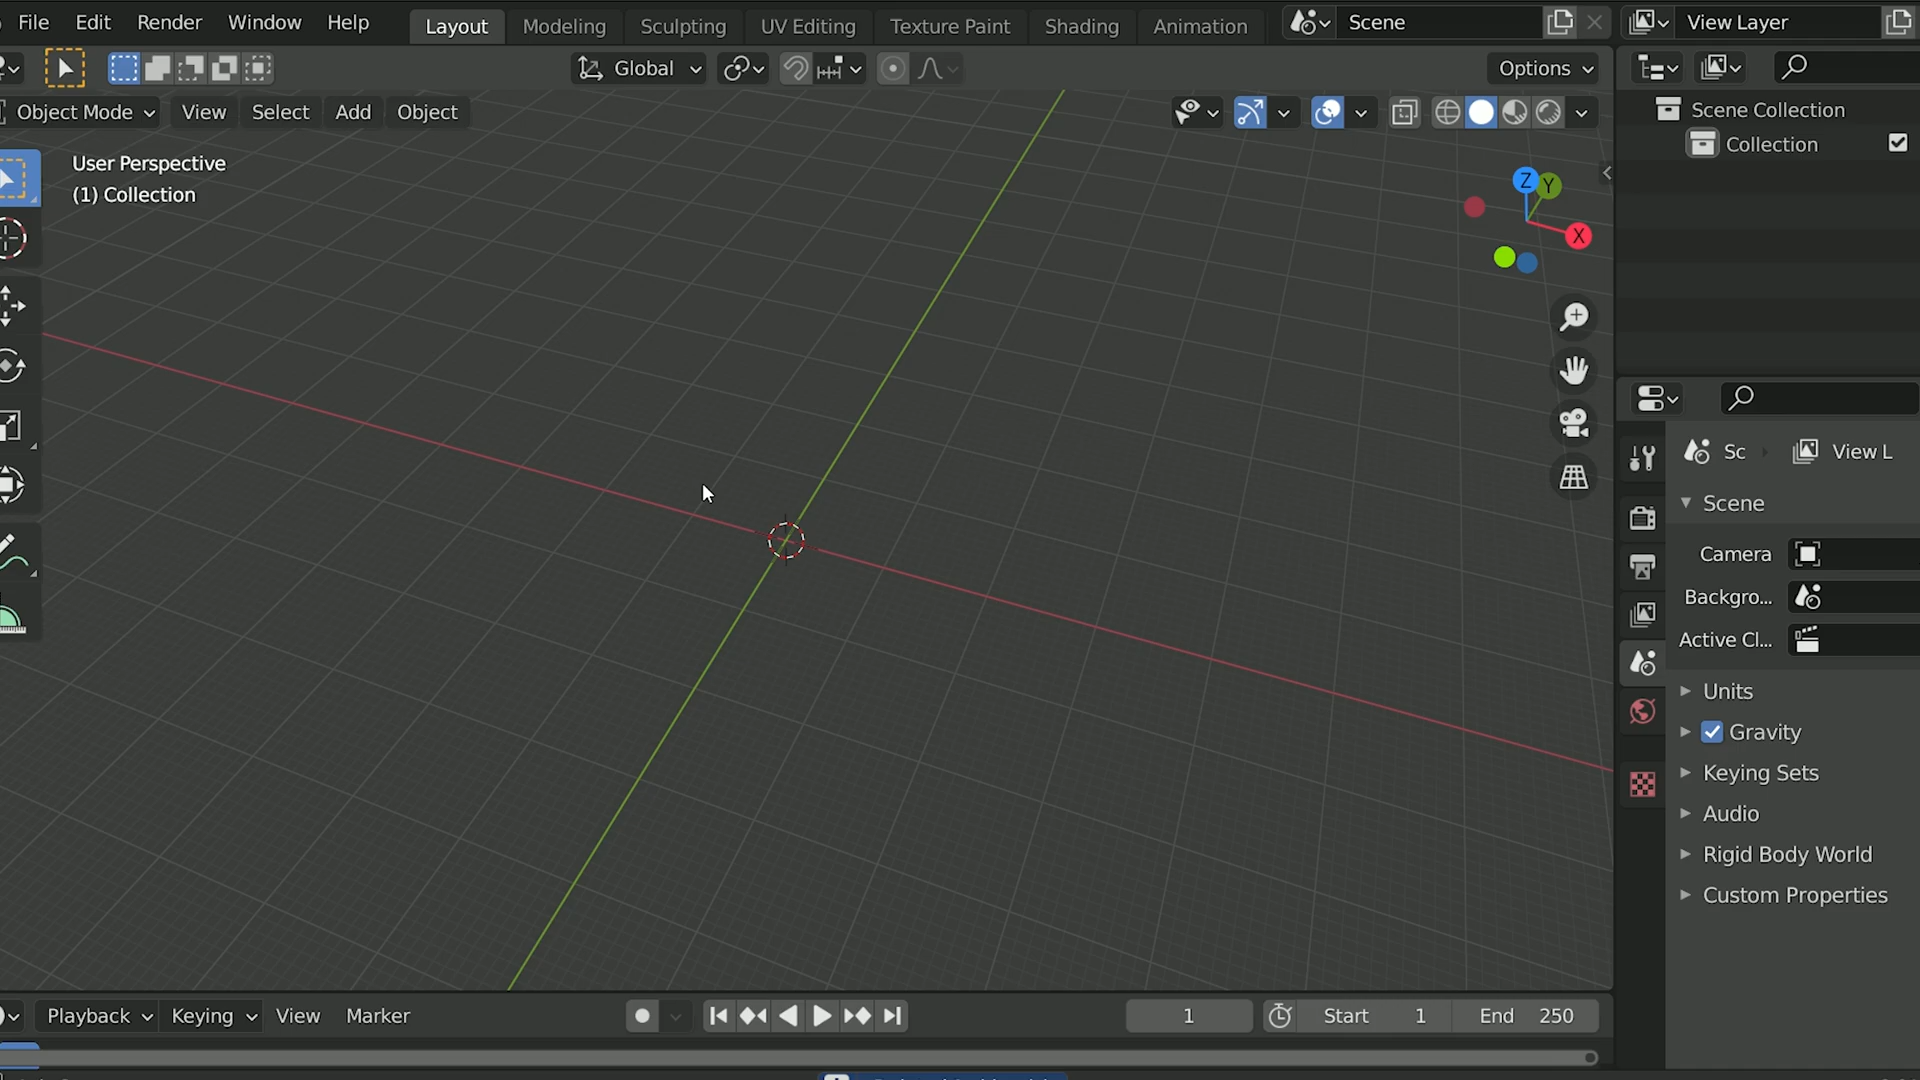 File Edit Render Window Help Layout Modeling Sculpting UV Editing Texture Paint Shading Animation Scene View Layer
Global Options
Object Mode View Select Add Object
User Perspective
(1) Collection
Z Y
X
Scene Collection
Collection
Sc View L
Scene
Camera
Backgro...
Active Cl...
Units
Gravity
Keying Sets
Audio
Rigid Body World
Custom Properties
Playback Keying View Marker 1 Start 1 End 250